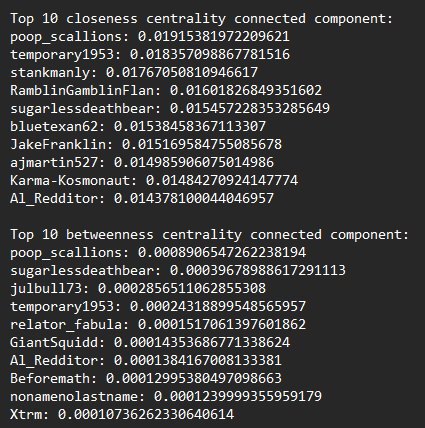 Top 10 closeness centrality connected component:
poop_scallions: 0.01915381972209621
temporary1953: 0.018357098867781516
stankmanly: 0.01767050810946617
RamblinGamblinFlan: 0.01601826849351602
sugarlessdeathbear: 0.015457228353285649
bluetexan62: 0.01538458367113307
JakeFranklin: 0.015169584755085678
ajmartin527: 0.014985906075014986
Karma-Kosmonaut: 0.01484270924147774
Al_Redditor: 0.014378100044046957
Top 10 betweenness centrality connected component:
poop_scallions: 0.0008906547262238194
sugarlessdeathbear: 0.00039678988617291113
julbull73: 0.0002856511062855308
temporary1953: 0.00024318899548565957
relator_fabula: 0.0001517061397601862
GiantSquidd: 0.00014353686771338624
Al_Redditor: 0.0001384167008133381
Beforemath: 0.00012995380497098663
nonamenolastname: 0.0001239999355959179
Xtrm: 0.00010736262330640614